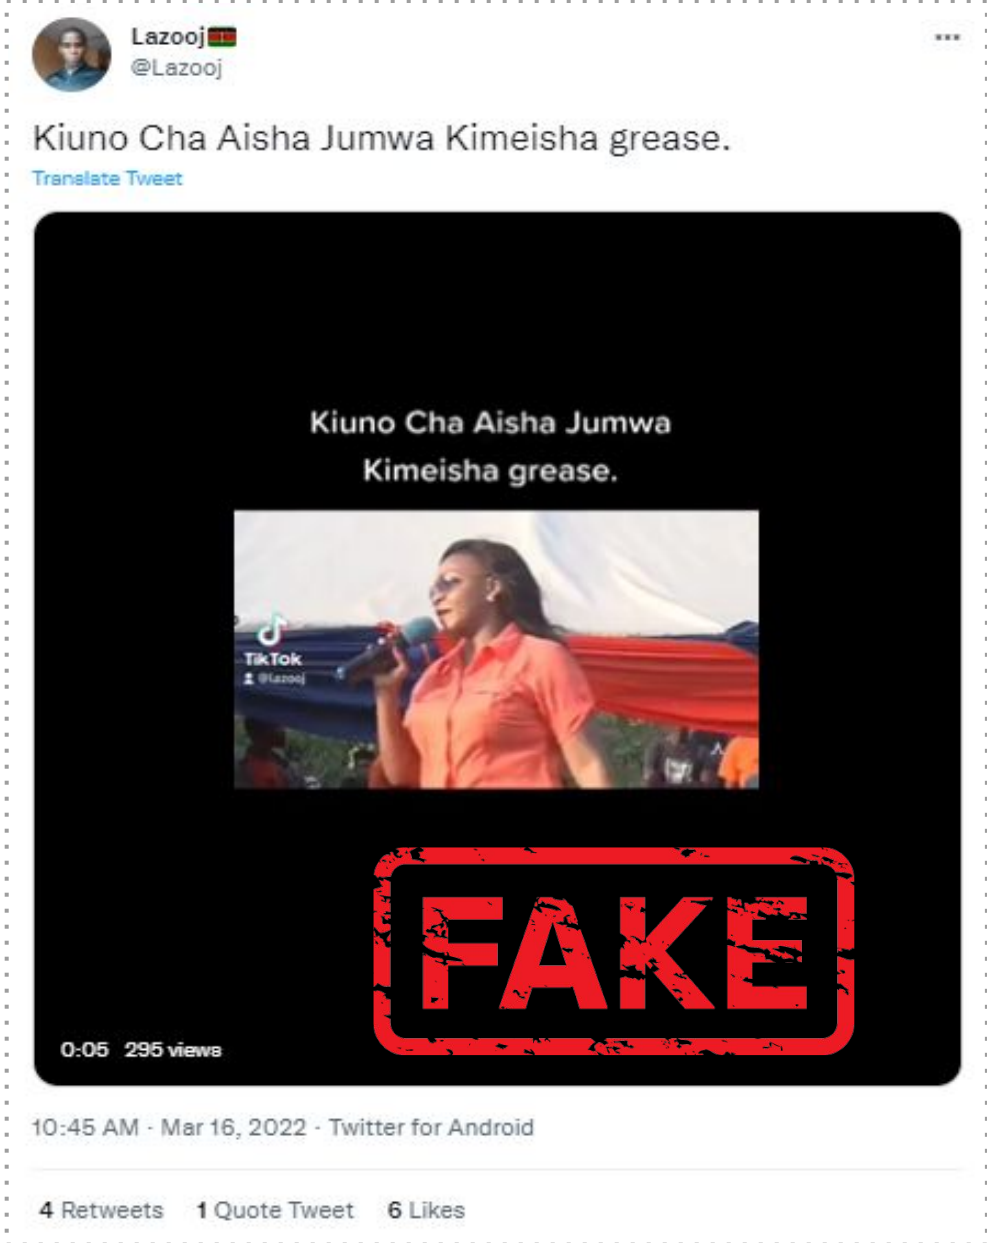 Lazooj🇰🇪
@Lazooj
Kiuno Cha Aisha Jumwa Kimeisha grease.
Translate Tweet
Kiuno Cha Aisha Jumwa
Kimeisha grease.
TikTok
@lazooj
FAKE
0:05 295 views
10:45 AM · Mar 16, 2022 · Twitter for Android
4 Retweets 1 Quote Tweet 6 Likes